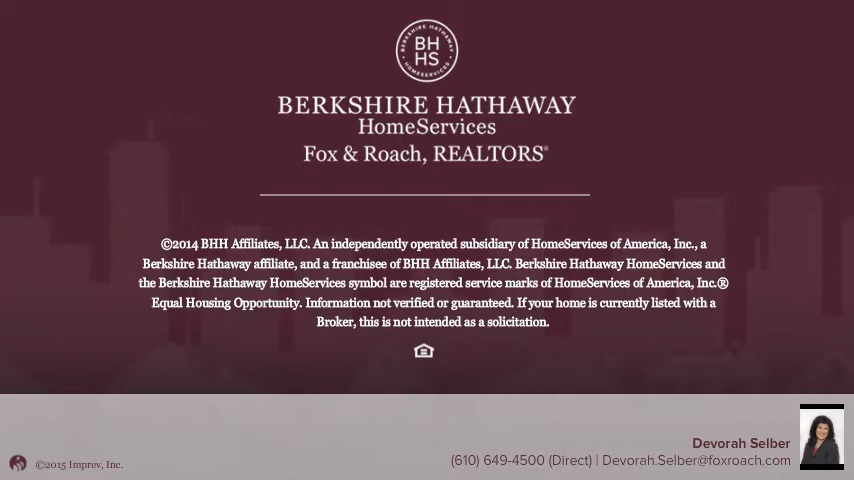 BERKSHIRE HATHAWAY
HOMESERVICES
BH
HS
BERKSHIRE HATHAWAY
HomeServices
Fox & Roach, REALTORS®
©2014 BHH Affiliates, LLC. An independently operated subsidiary of HomeServices of America, Inc., a
Berkshire Hathaway affiliate, and a franchisee of BHH Affiliates, LLC. Berkshire Hathaway HomeServices and
the Berkshire Hathaway HomeServices symbol are registered service marks of HomeServices of America, Inc.®
Equal Housing Opportunity. Information not verified or guaranteed. If your home is currently listed with a
Broker, this is not intended as a solicitation.
Devorah Selber
(610) 649-4500 (Direct) | Devorah.Selber@foxroach.com
©2015 Imprev, Inc.